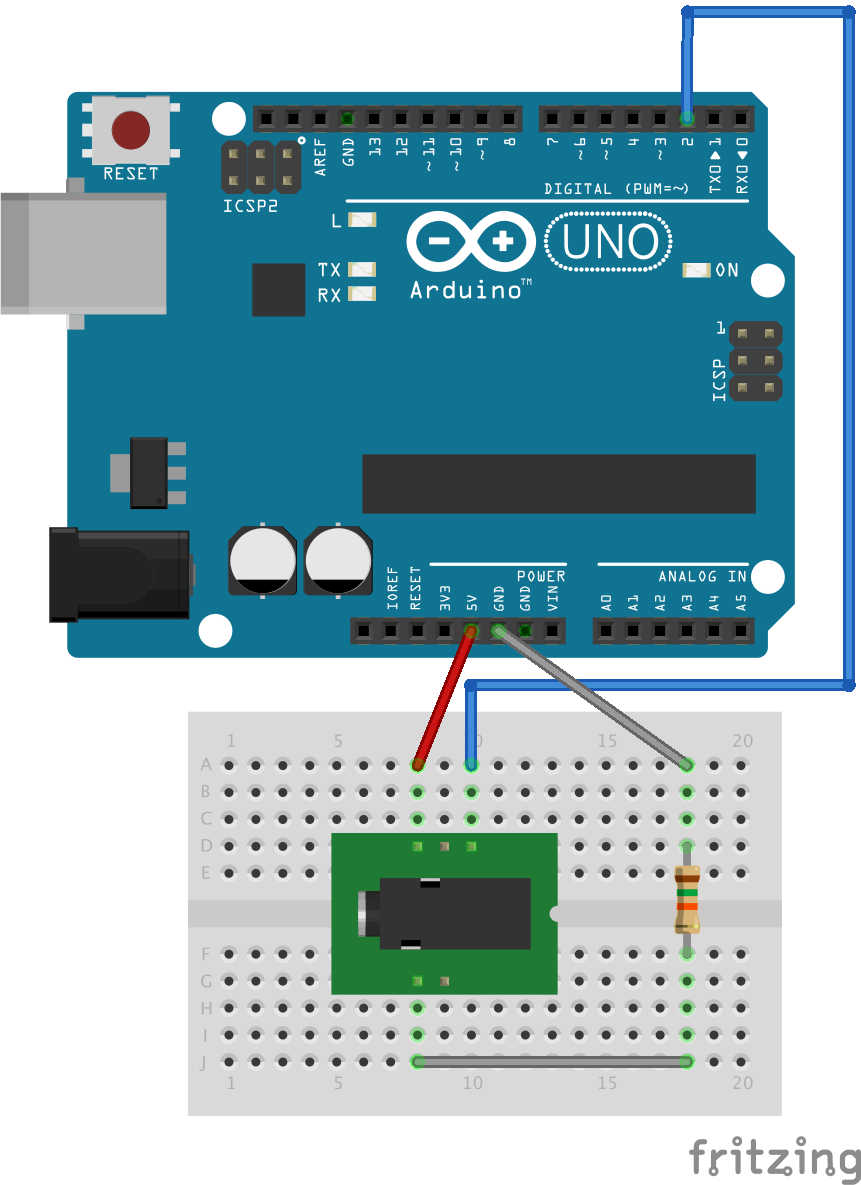 RESET
ICSP2
AREF
GND
13
12
~11
~10
~9
8
7
~6
~5
4
~3
2
TX0▶1
RX0◀0
DIGITAL (PWM=~)
L
TX
RX
Arduino™
UNO
ON
1
ICSP
IOREF
RESET
3V3
5V
GND
GND
VIN
POWER
ANALOG IN
A0
A1
A2
A3
A4
A5
1 5 10 15 20
A
B
C
D
E
F
G
H
I
J
1 5 10 15 20
fritzing